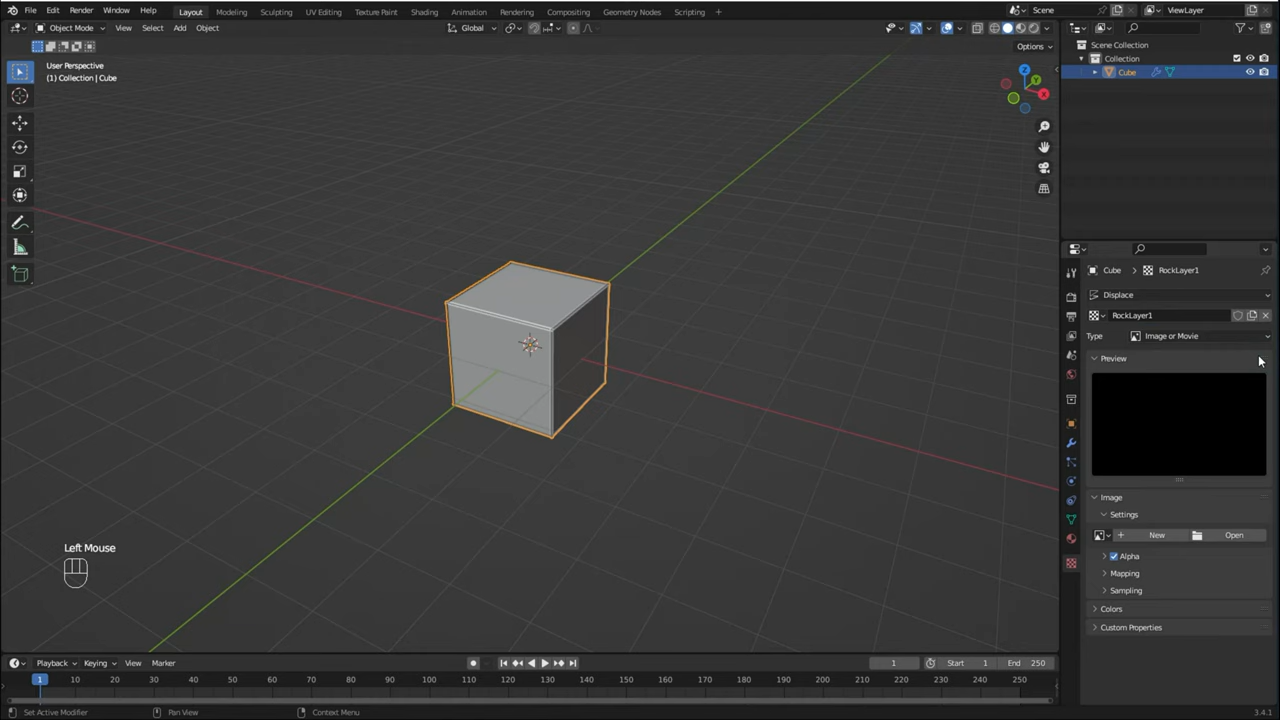 File Edit Render Window Help Layout Modeling Sculpting UV Editing Texture Paint Shading Animation Rendering Compositing Geometry Nodes Scripting + Scene ViewLayer
Object Mode View Select Add Object Global
Options
User Perspective
(1) Collection | Cube
Z
Y
X
Scene Collection
Collection
Cube
Cube RockLayer1
Displace
RockLayer1
Type Image or Movie
Preview
Image
Settings
+ New Open
Alpha
Mapping
Sampling
Colors
Custom Properties
Left Mouse
Playback Keying View Marker 1 Start 1 End 250
1 10 20 30 40 50 60 70 80 90 100 110 120 130 140 150 160 170 180 190 200 210 220 230 240 250
Set Active Modifier Pan View Context Menu 3.4.1